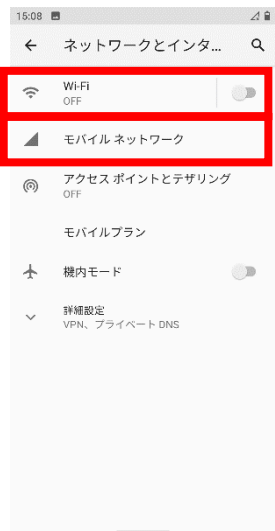 15:08
ネットワークとインタ...
Wi-Fi
OFF
モバイル ネットワーク
アクセス ポイントとテザリング
OFF
モバイルプラン
機内モード
詳細設定
VPN、プライベート DNS